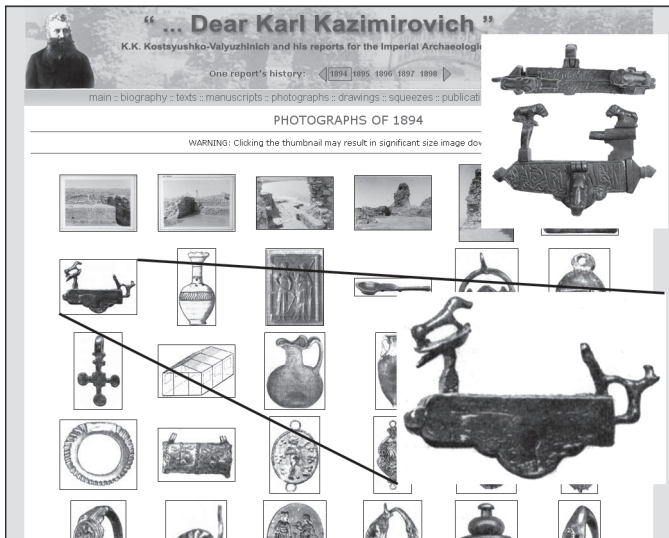 “ ... Dear Karl Kazimirovich ”
K.K. Kostsyushko-Valyuzhinich and his reports for the Imperial Archaeologic
One report's history: 1894 1895 1896 1897 1898
main :: biography :: texts :: manuscripts :: photographs :: drawings :: squeezes :: publicati
PHOTOGRAPHS OF 1894
WARNING: Clicking the thumbnail may result in significant size image dow